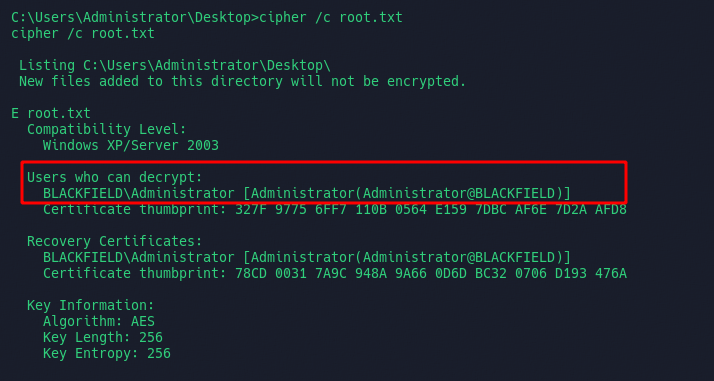 C:\Users\Administrator\Desktop>cipher /c root.txt
cipher /c root.txt
Listing C:\Users\Administrator\Desktop\
New files added to this directory will not be encrypted.
E root.txt
Compatibility Level:
Windows XP/Server 2003
Users who can decrypt:
BLACKFIELD\Administrator [Administrator(Administrator@BLACKFIELD)]
Certificate thumbprint: 327F 9775 6FF7 110B 0564 E159 7DBC AF6E 7D2A AFD8
Recovery Certificates:
BLACKFIELD\Administrator [Administrator(Administrator@BLACKFIELD)]
Certificate thumbprint: 78CD 0031 7A9C 948A 9A66 0D6D BC32 0706 D193 476A
Key Information:
Algorithm: AES
Key Length: 256
Key Entropy: 256